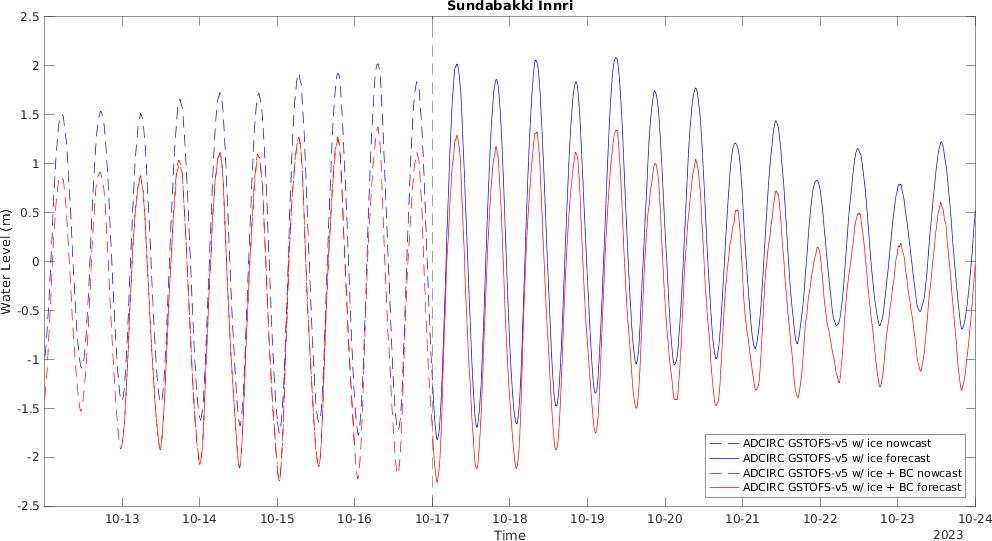 Sundabakki Innri
2.5
2
1.5
1
0.5
0
-0.5
-1
-1.5
-2
-2.5
Water Level (m)
10-13 10-14 10-15 10-16 10-17 10-18 10-19 10-20 10-21 10-22 10-23 10-24
Time
2023
ADCIRC GSTOFS-v5 w/ ice nowcast
ADCIRC GSTOFS-v5 w/ ice forecast
ADCIRC GSTOFS-v5 w/ ice + BC nowcast
ADCIRC GSTOFS-v5 w/ ice + BC forecast